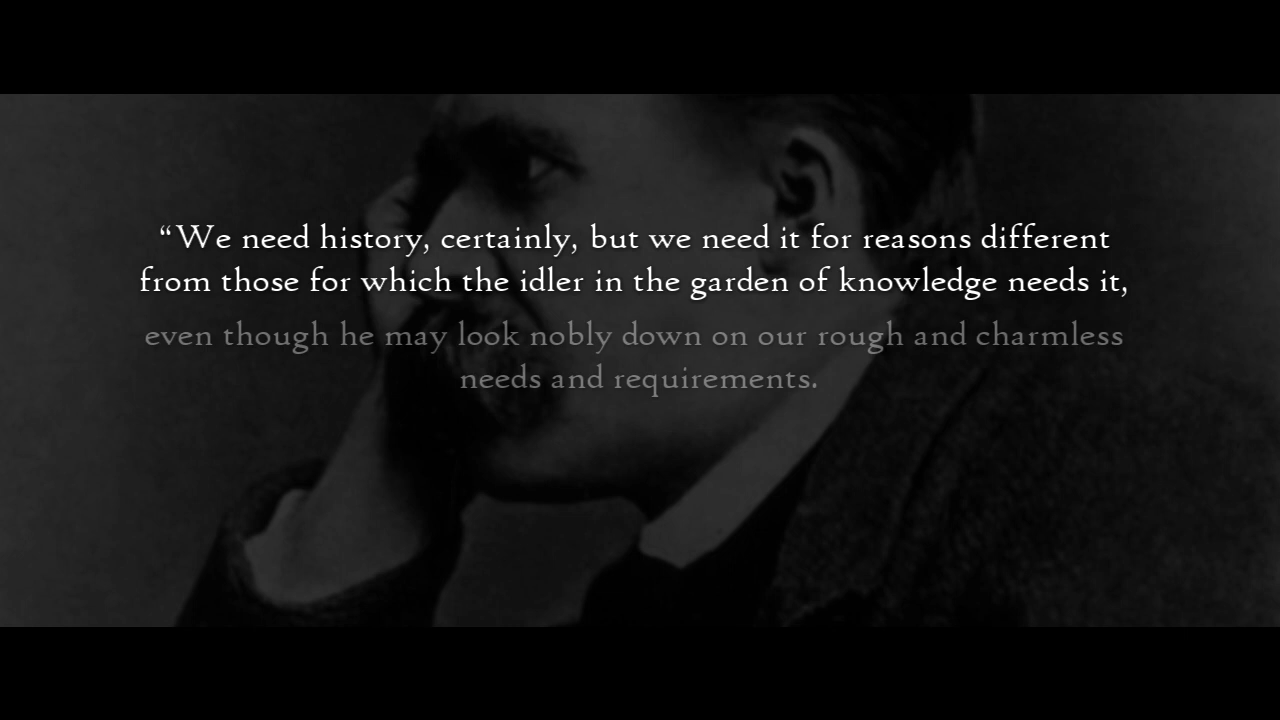 “We need history, certainly, but we need it for reasons different
from those for which the idler in the garden of knowledge needs it,
even though he may look nobly down on our rough and charmless
needs and requirements.